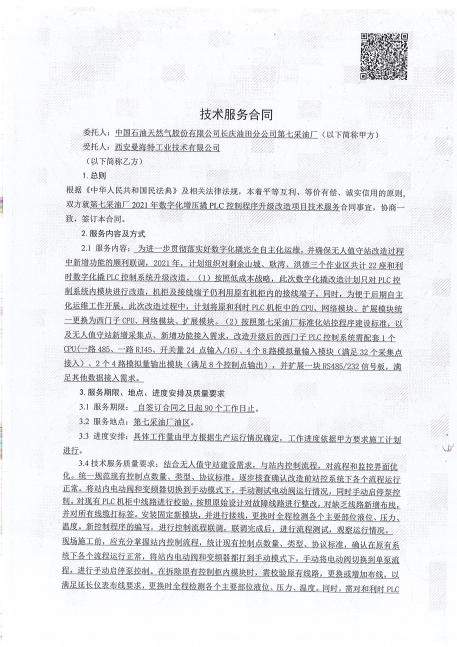 技术服务合同
委托人：中国石油天然气股份有限公司长庆油田分公司第七采油厂（以下简称甲方）
受托人：西安曼海特工业技术有限公司
（以下简称乙方）
1.总则
根据《中华人民共和国民法典》及相关法律法规，本着平等互利、等价有偿、诚实信用的原则，
双方就第七采油厂2021年数字化增压撬PLC控制程序升级改造项目技术服务合同事宜，协商一
致，签订本合同。
2.服务内容及方式
2.1 服务内容：为进一步贯彻落实好数字化撬完全自主化运维，并确保无人值守站改造过程
中新增功能的顺利联调，2021年，计划组织对剩余山城、耿湾、洪德三个作业区共计22座和利
时数字化撬PLC控制系统升级改造。（1）按照低成本战略，此次数字化撬改造计划只对PLC控
制系统内模块进行改造，机柜及接线端子仍利用原有机柜内的接线端子。同时，为便于后期自主
化运维工作开展，此次改造过程中，计划将原和利时PLC机柜中的CPU、网络模块、扩展模块统
一更换为西门子CPU、网络模块、扩展模块。（2）按照第七采油厂标准化站控程序建设标准，以
及无人值守站新增采集点、新增功能接入需求，改造升级后的西门子PLC控制系统需配套1个
CPU(一路485、一路RJ45、开关量24点输入/16)、4个8路模拟量输入模块（满足32个采集点
接入）、2个4路模拟量输出模块（满足8个控制点输出），并扩展一块RS485/232信号板，满
足其他数据接入需求。
3.服务期限、地点、进度安排及质量要求
3.1 服务期限：自签订合同之日起90个工作日止。
3.2 服务地点：第七采油厂油区。
3.3 进度安排：具体工作量由甲方根据生产运行情况确定，工作进度依据甲方要求施工计划
进行。
3.4技术服务质量要求：结合无人值守站建设需求，与站内控制流程，对流程和监控界面优
化。统一规范现有控制点数量、类型、协议标准。逐步核查确认改造前站控系统下各个流程运行
正常。将站内电动阀和变频器切换到手动模式下，手动测试电动阀运行情况，同时手动启停泵控
制。对现有PLC机柜中线路进行校验，按照原始设计对故障线路进行整改，对缺乏线路新增布线，
并对所有线缆打标签。安装固定新模块，并进行接线，更换时全程检测各个主要部位液位、压力、
温度。新控制程序的编写，进行控制流程联调。联调完成后，进行流程测试，观察运行情况。
现场施工前，应充分掌握站内控制流程，统计现有控制点数量、类型、协议标准，确认在原有系
统下各个流程运行正常，将站内电动阀和变频器都打到手动模式下，手动将电动阀切换到单泵流
程，进行手动启停泵控制。在拆除原有控制柜内模块时，需校验原有线路，更换或增加布线，以
满足延长仪表布线要求，更换时全程检测各个主要部位液位、压力、温度。同时，需对和利时PLC